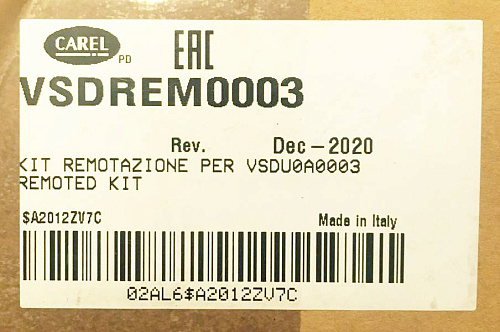 CAREL
PD
EAC
VSDREM0003
Rev. Dec-2020
KIT REMOTAZIONE PER VSDU0A0003
REMOTED KIT
$A2012ZV7C
Made in Italy
02AL6$A2012ZV7C